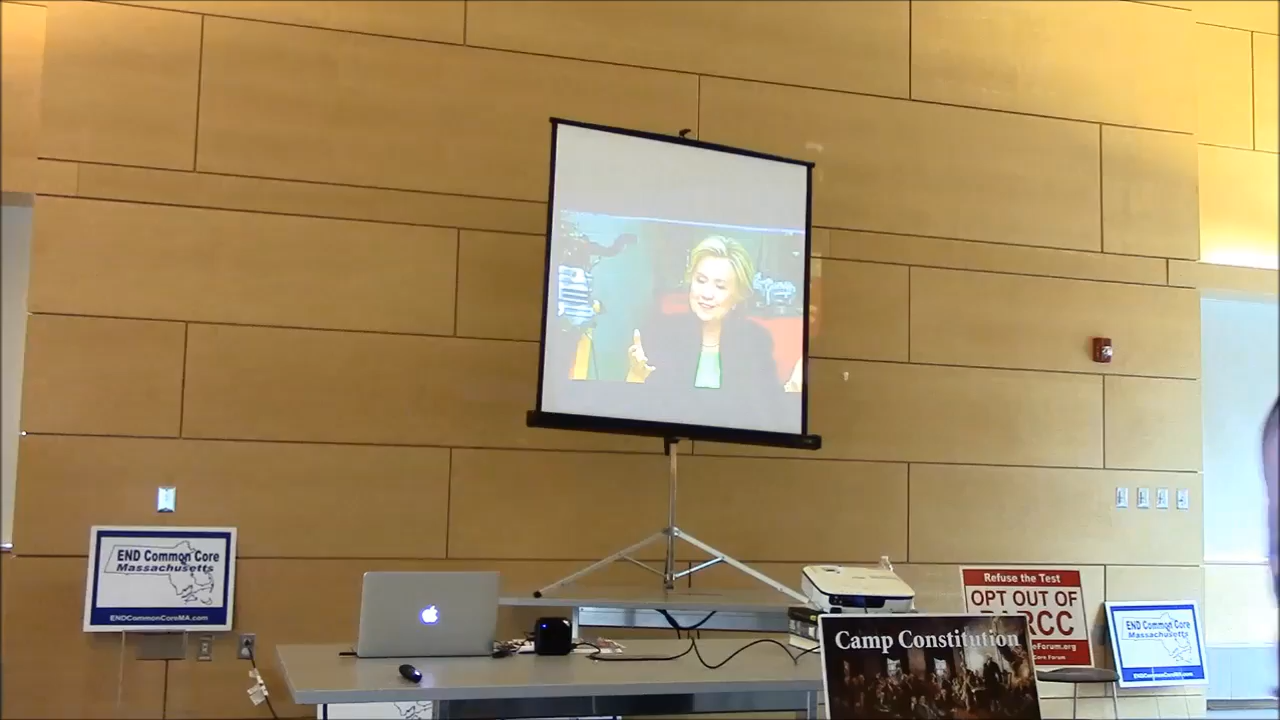 END Common Core
Massachusetts
ENDCommonCoreMA.com
Camp Constitution
Refuse the Test
OPT OUT OF
END Common Core
Massachusetts